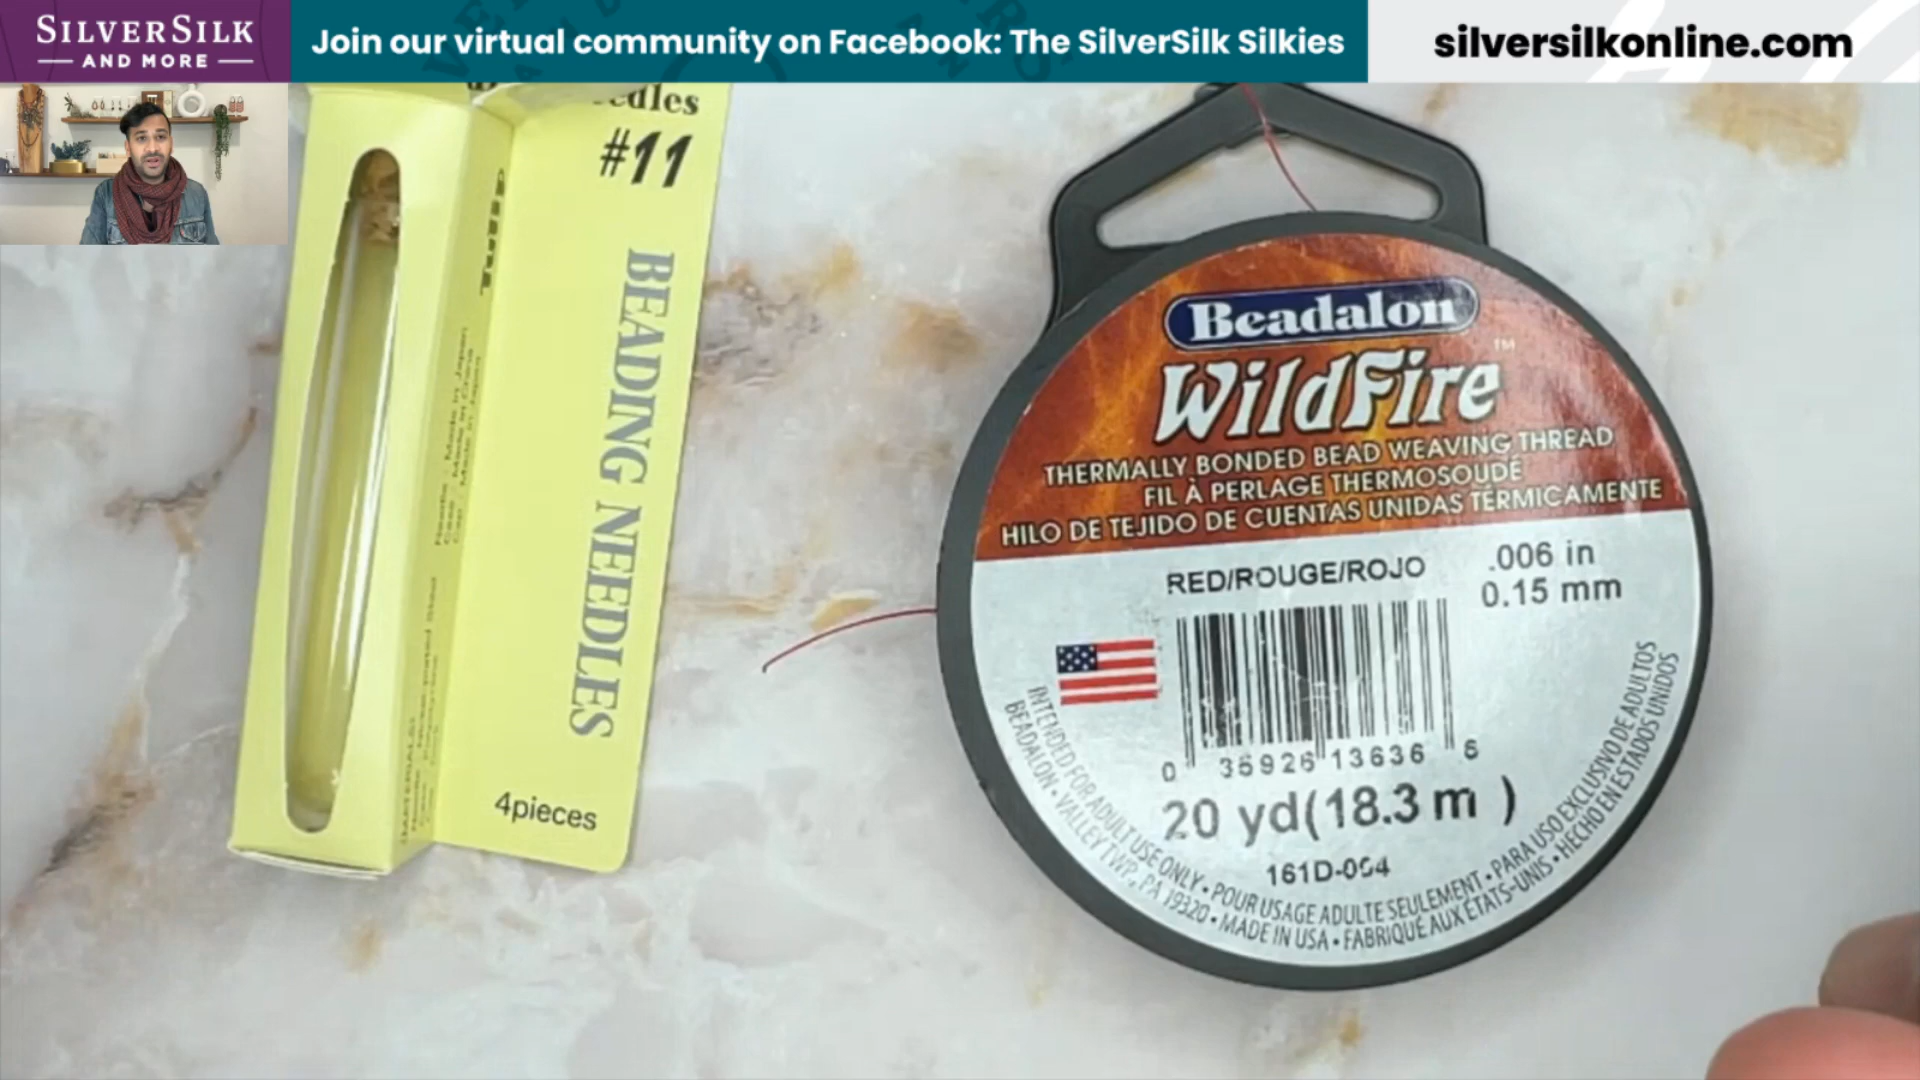 SILVERSILK
AND MORE
Join our virtual community on Facebook: The SilverSilk Silkies
silversilkonline.com
#11
BEADING NEEDLES
4pieces
Beadalon
WildFire™
THERMALLY BONDED BEAD WEAVING THREAD
FIL À PERLAGE THERMOSOUDÉ
HILO DE TEJIDO DE CUENTAS UNIDAS TÉRMICAMENTE
RED/ROUGE/ROJO
.006 in
0.15 mm
0 35926 13636 6
20 yd(18.3 m )
161D-004
INTENDED FOR ADULT USE ONLY • POUR USAGE ADULTE SEULEMENT • PARA USO EXCLUSIVO DE ADULTOS
BEADALON • VALLEY TWP., PA 19320 • MADE IN USA • FABRIQUÉ AUX ÉTATS-UNIS • HECHO EN ESTADOS UNIDOS